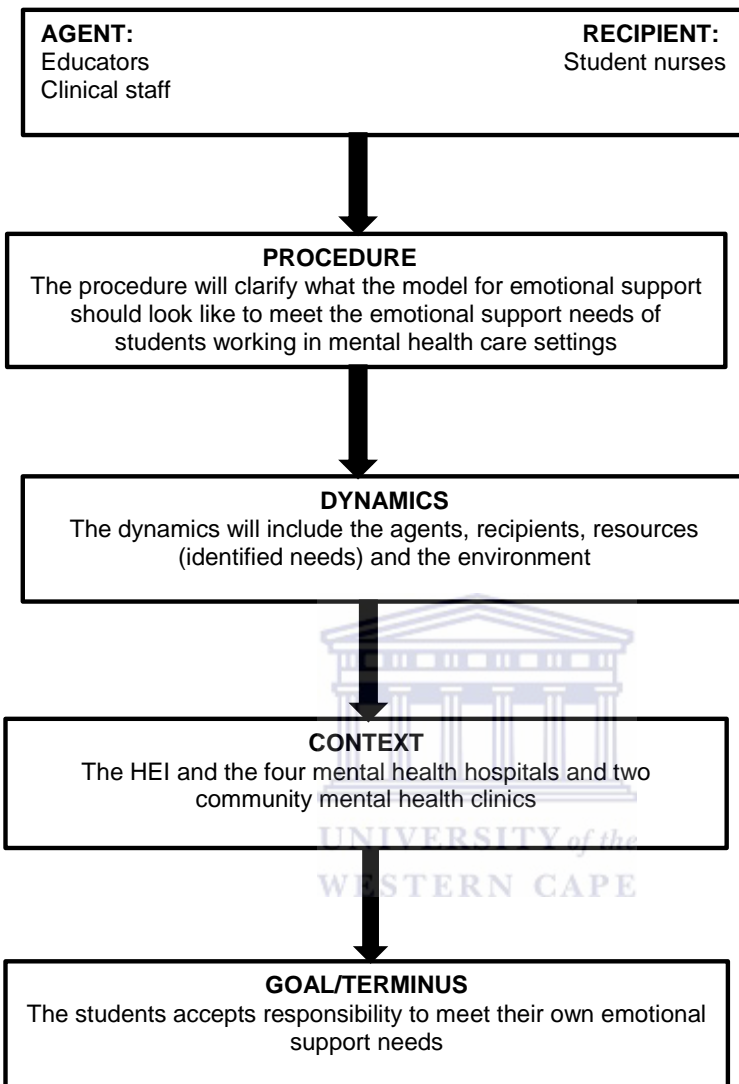 AGENT: RECIPIENT:
Educators Student nurses
Clinical staff
PROCEDURE
The procedure will clarify what the model for emotional support
should look like to meet the emotional support needs of
students working in mental health care settings
DYNAMICS
The dynamics will include the agents, recipients, resources
(identified needs) and the environment
CONTEXT
The HEI and the four mental health hospitals and two
community mental health clinics
UNIVERSITY of the
WESTERN CAPE
GOAL/TERMINUS
The students accepts responsibility to meet their own emotional
support needs